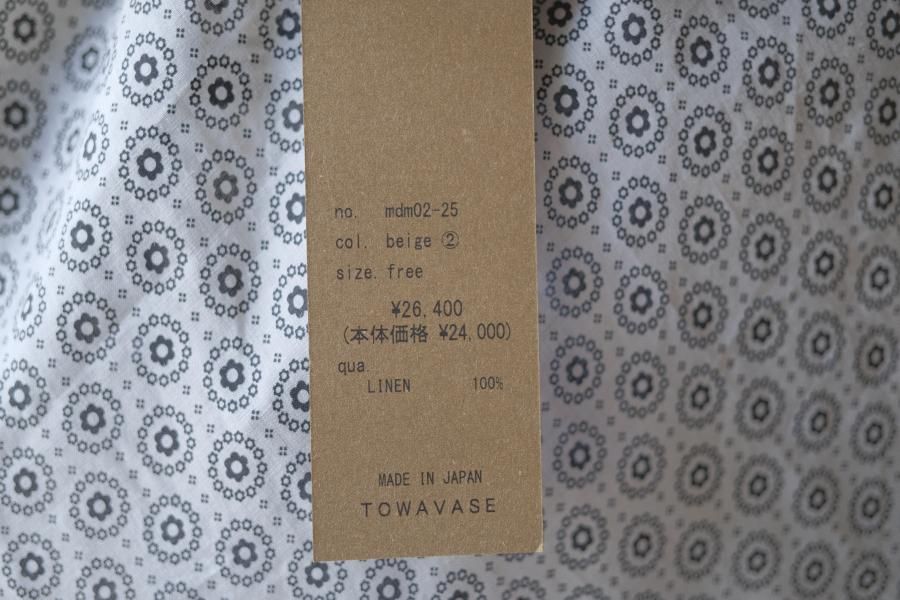 no. mdm02-25
col. beige ②
size. free
¥26,400
(本体価格 ¥24,000)
qua.
LINEN 100%
MADE IN JAPAN
TOWAVASE